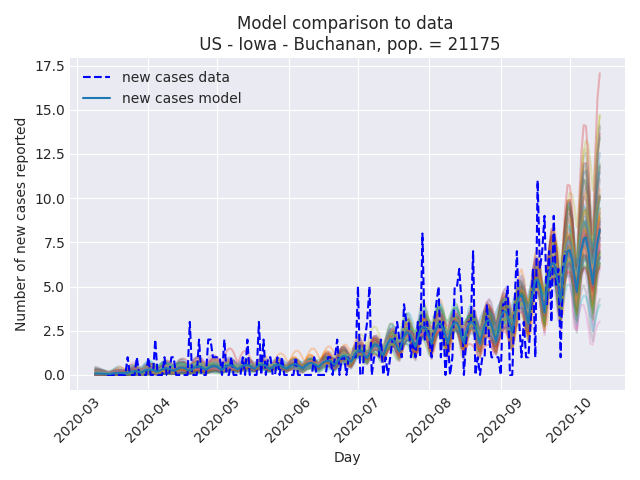 Model comparison to data
US - Iowa - Buchanan, pop. = 21175
new cases data
new cases model
Number of new cases reported
17.5
15.0
12.5
10.0
7.5
5.0
2.5
0.0
2020-03
2020-04
2020-05
2020-06
2020-07
2020-08
2020-09
2020-10
Day